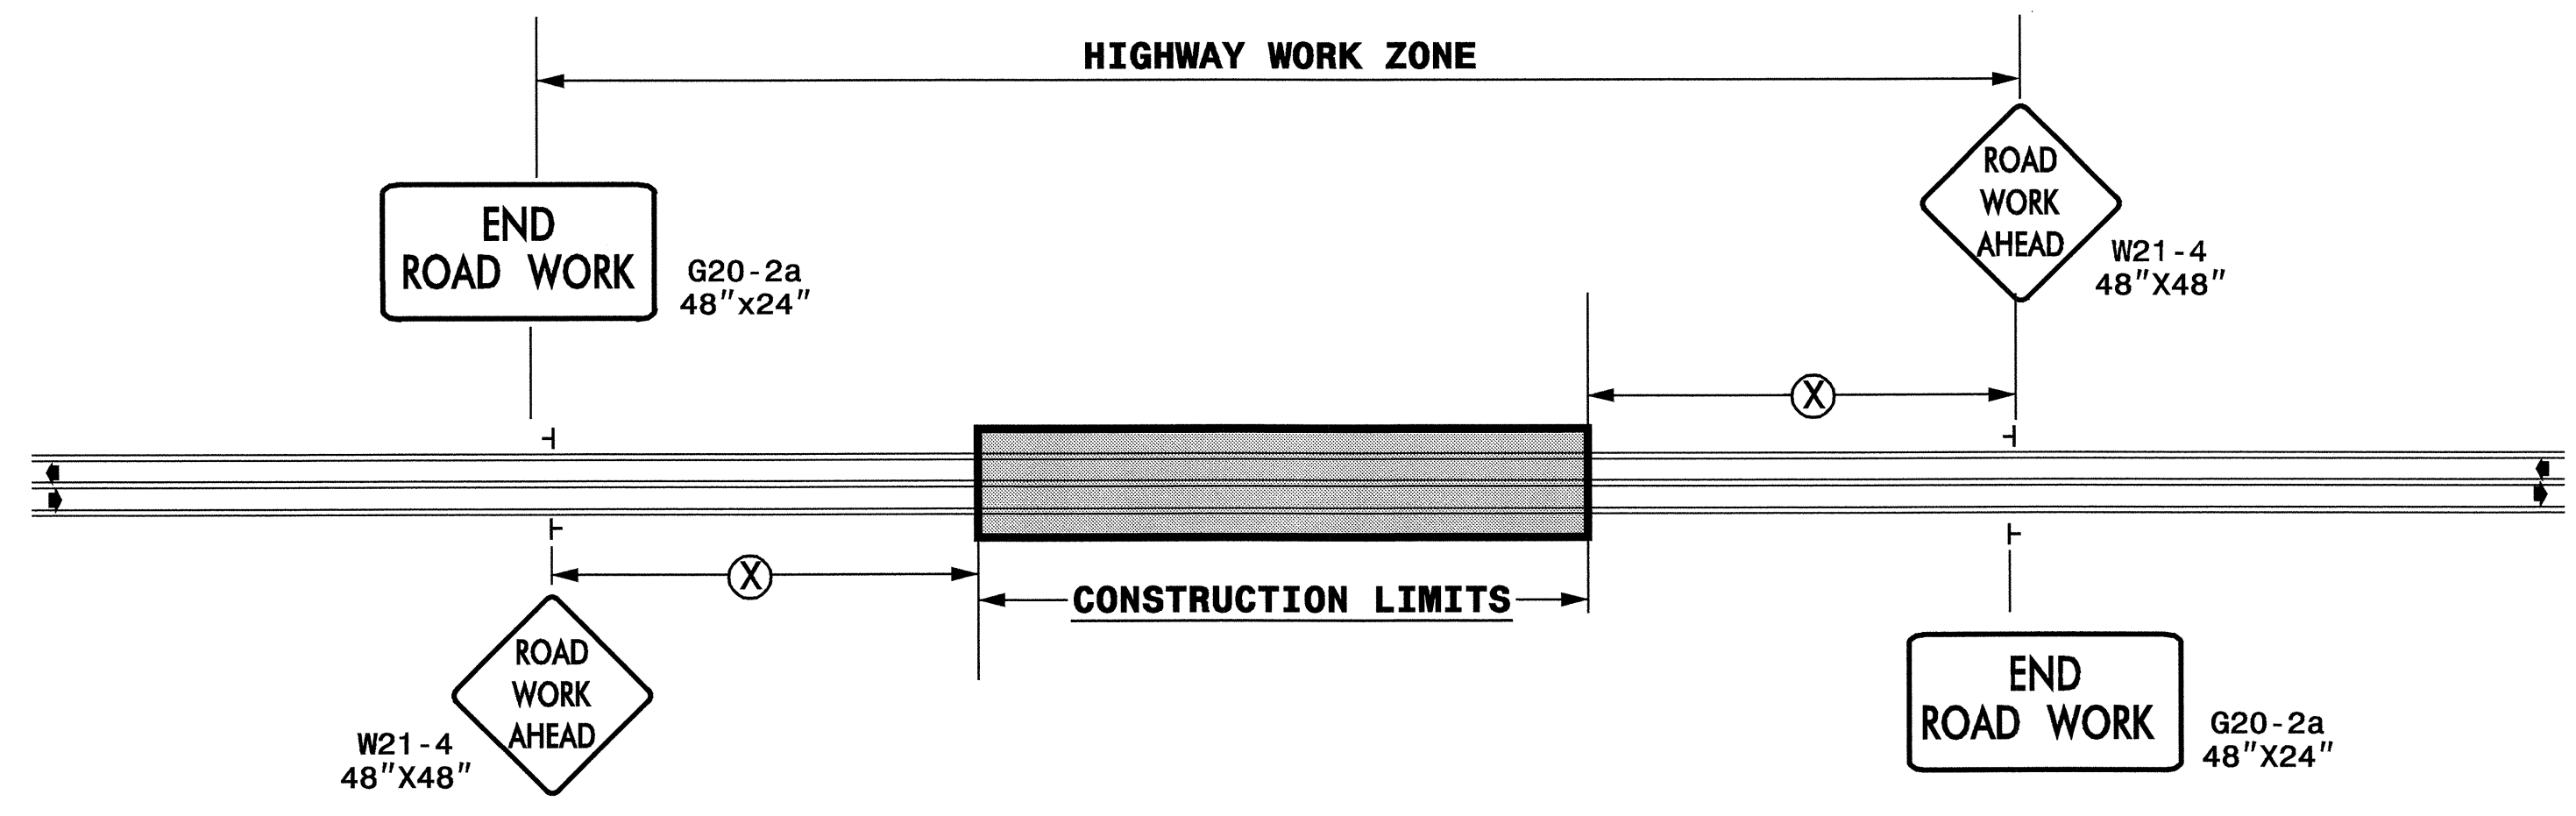 HIGHWAY WORK ZONE
END
ROAD WORK
G20-2a
48"x24"
ROAD
WORK
AHEAD
W21-4
48"X48"
X
X
CONSTRUCTION LIMITS
ROAD
WORK
AHEAD
W21-4
48"X48"
END
ROAD WORK
G20-2a
48"X24"